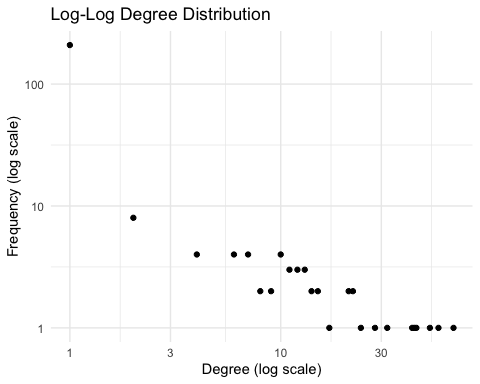 Log-Log Degree Distribution
Frequency (log scale)
100
10
1
1 3 10 30
Degree (log scale)